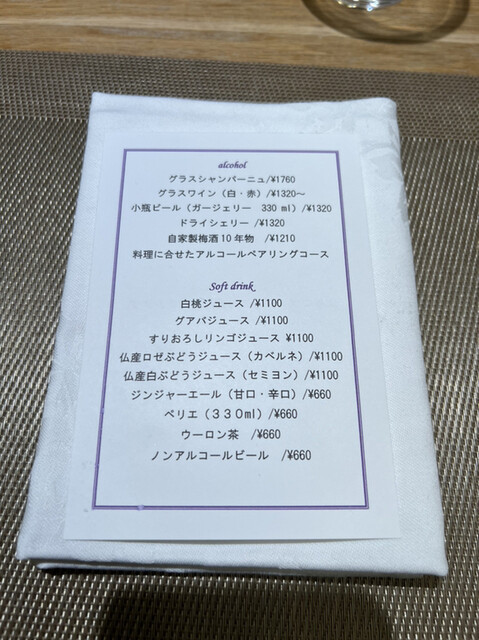 alcohol
グラスシャンパーニュ/¥1760
グラスワイン（白・赤）/¥1320～
小瓶ビール（ガージェリー　330 ml）/¥1320
ドライシェリー /¥1320
自家製梅酒10年物　/¥1210
料理に合せたアルコールペアリングコース
Soft drink
白桃ジュース/¥1100
グアバジュース/¥1100
すりおろしリンゴジュース ¥1100
仏産ロゼぶどうジュース（カベルネ）/¥1100
仏産白ぶどうジュース（セミヨン）/¥1100
ジンジャーエール（甘口・辛口）/¥660
ペリエ（３３０ml）/¥660
ウーロン茶　/¥660
ノンアルコールビール　/¥660